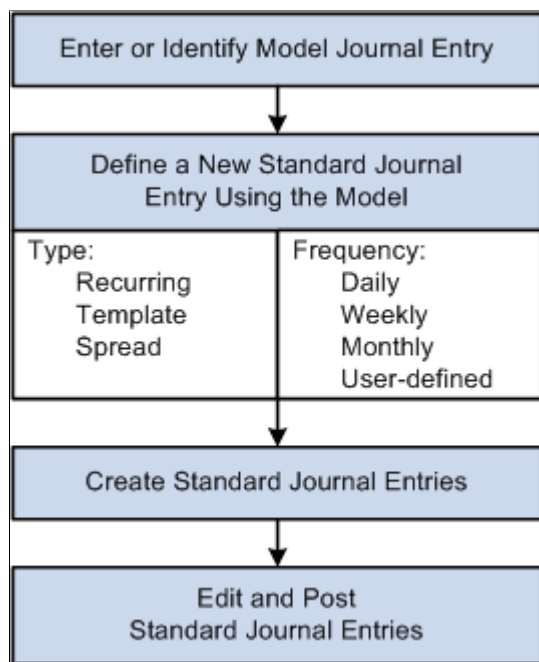 Enter or Identify Model Journal Entry
Define a New Standard Journal
Entry Using the Model
Type:
Recurring
Template
Spread
Frequency:
Daily
Weekly
Monthly
User-defined
Create Standard Journal Entries
Edit and Post
Standard Journal Entries